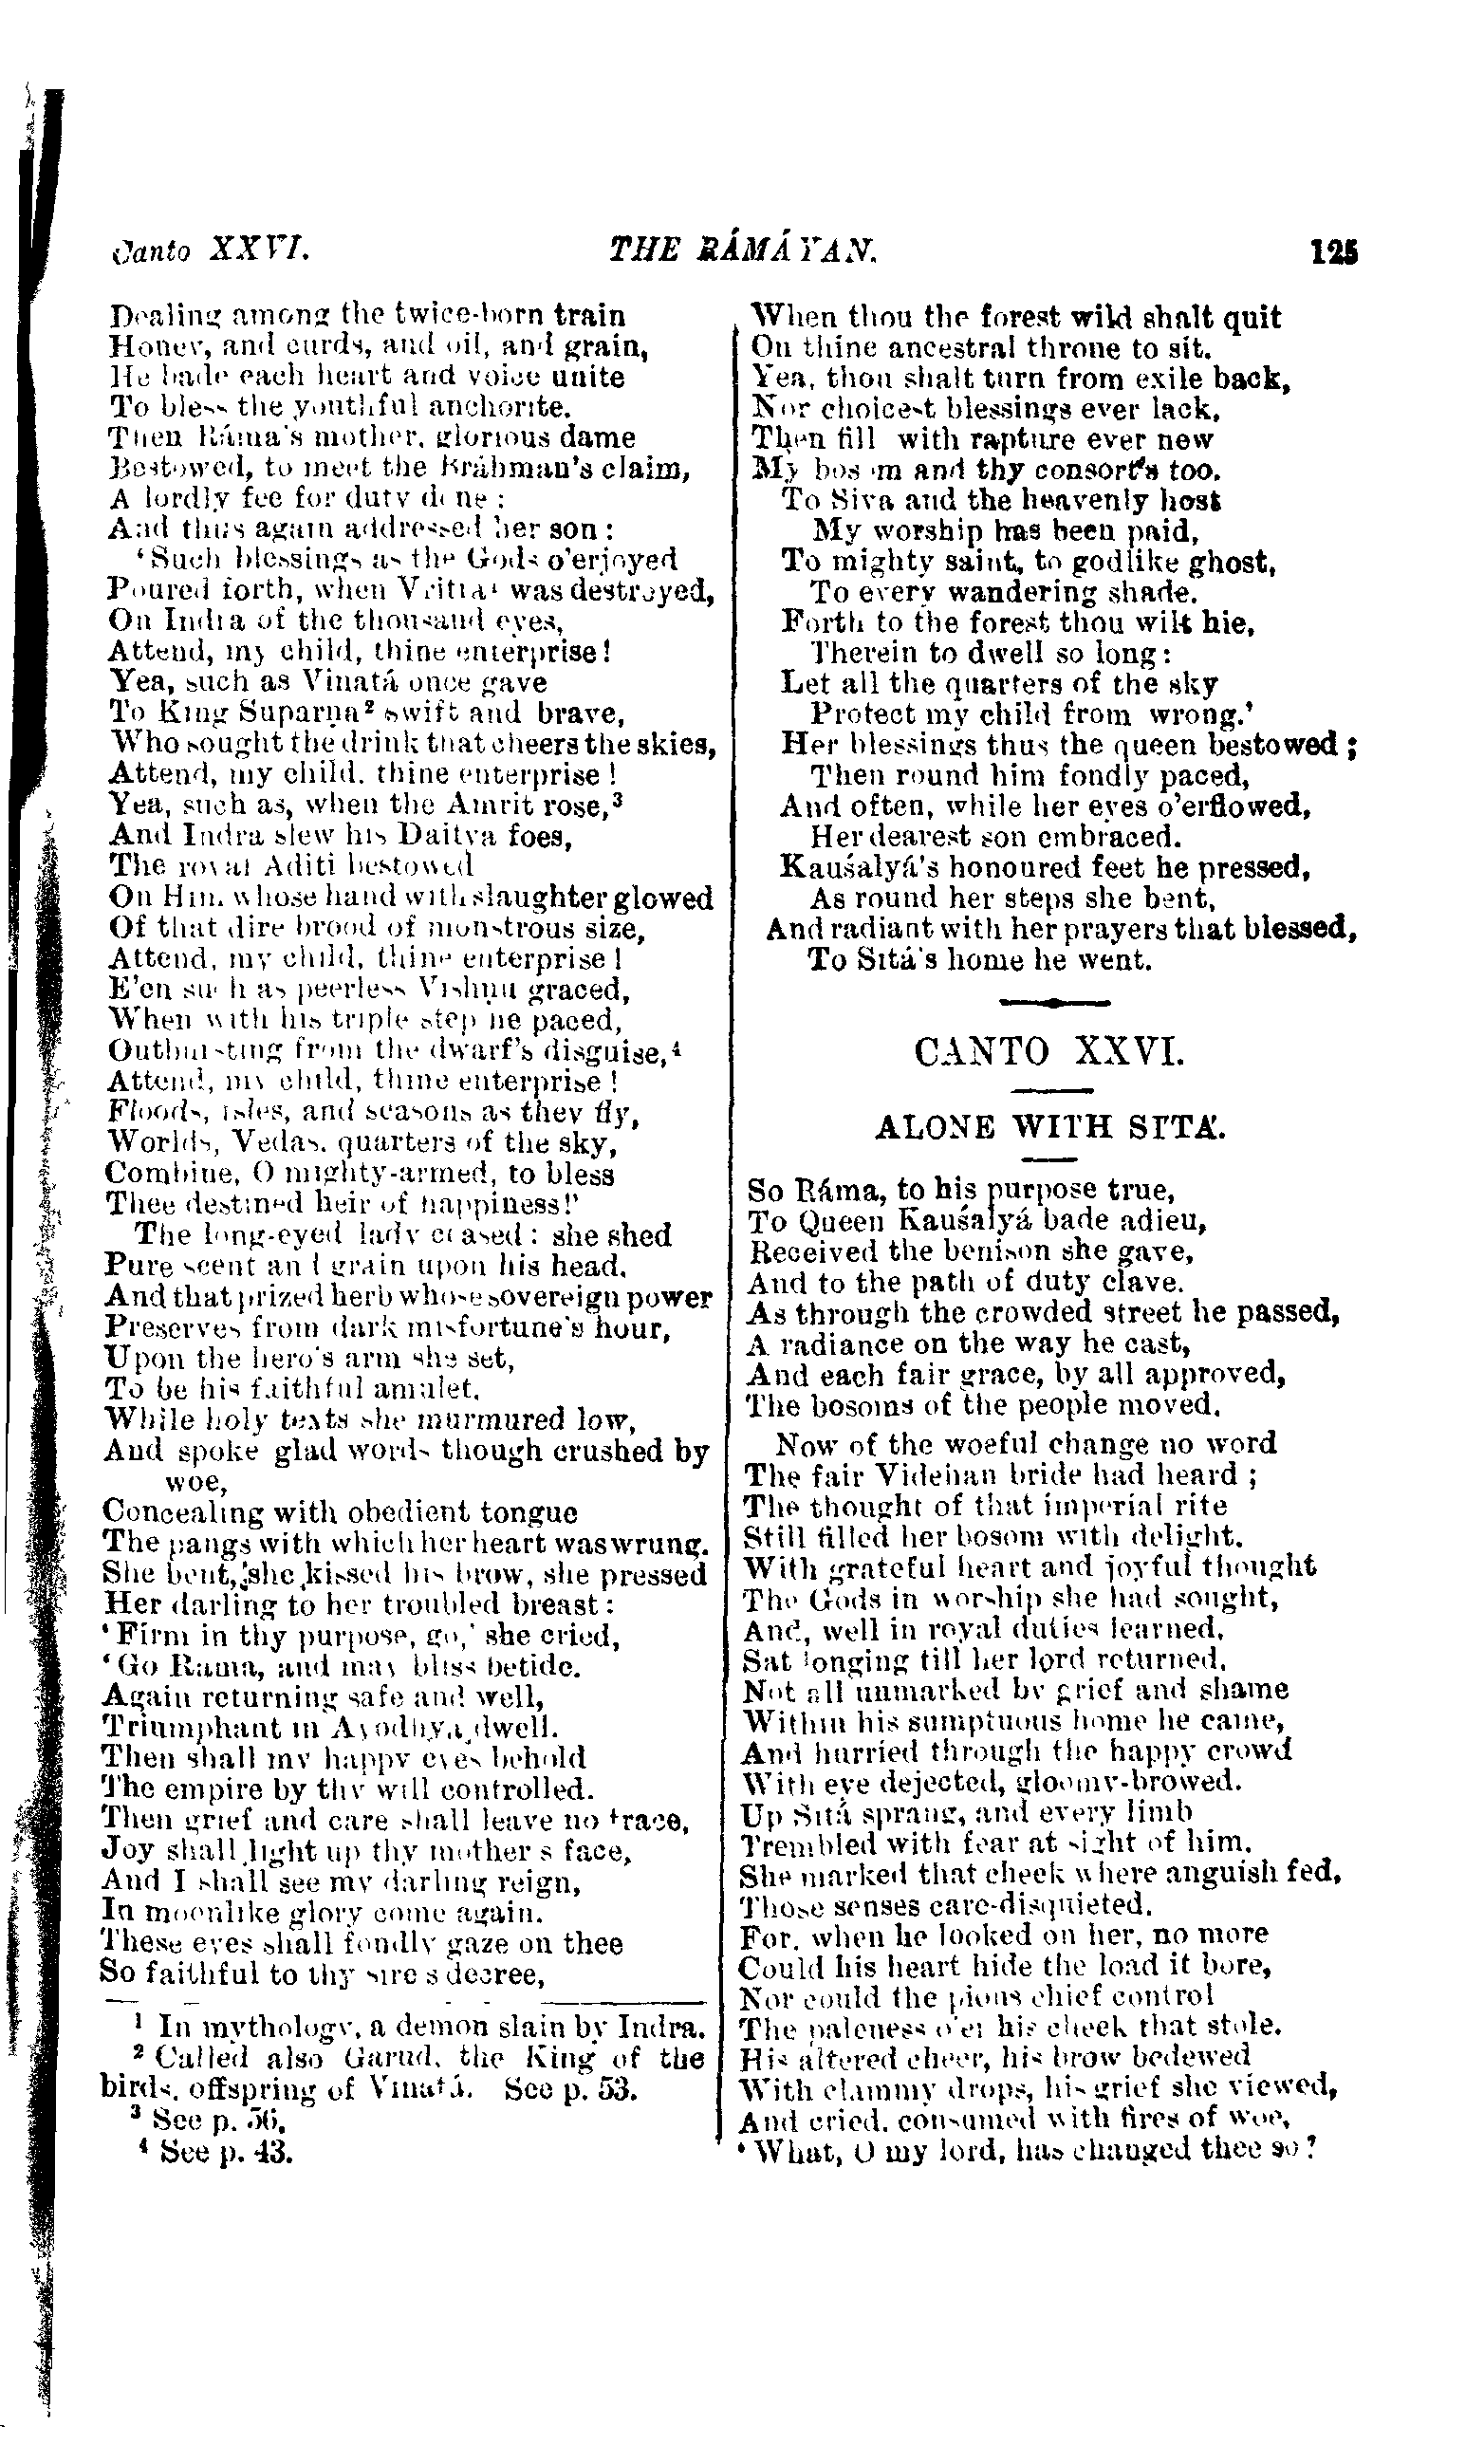 Canto XXVI.
THE RÁMÁYAN.
125
Dealing among the twice-born train
Honey, and curds, and oil, and grain,
He bade each heart and voice unite
To bless the youthful anchorite.
Then Ráma's mother, glorious dame
Bestowed, to meet the Bráhman's claim,
A lordly fee for duty done :
And thus again addressed her son :
'Such blessings as the Gods o'erjoyed
Poured forth, when Vritra¹ was destroyed,
On Indra of the thousand eyes,
Attend, my child, thine enterprise!
Yea, such as Vinatá once gave
To King Suparṇa² swift and brave,
Who sought the drink that cheers the skies,
Attend, my child, thine enterprise !
Yea, such as, when the Amrit rose,³
And Indra slew his Daitya foes,
The royal Aditi bestowed
On Him whose hand with slaughter glowed
Of that dire brood of monstrous size,
Attend, my child, thine enterprise !
E'en such as peerless Vishṇu graced,
When with his triple step he paced,
Outbursting from the dwarf's disguise,⁴
Attend, my child, thine enterprise !
Floods, isles, and seasons as they fly,
Worlds, Vedas, quarters of the sky,
Combine, O mighty-armed, to bless
Thee destined heir of happiness!'
The long-eyed lady ceased : she shed
Pure scent and grain upon his head.
And that prized herb whose sovereign power
Preserves from dark misfortune's hour,
Upon the hero's arm she set,
To be his faithful amulet.
While holy texts she murmured low,
And spoke glad words though crushed by
woe,
Concealing with obedient tongue
The pangs with which her heart was wrung.
She bent, she kissed his brow, she pressed
Her darling to her troubled breast :
'Firm in thy purpose, go,' she cried,
'Go Ráma, and may bliss betide.
Again returning safe and well,
Triumphant in Ayodhyá dwell.
Then shall my happy eyes behold
The empire by thy will controlled.
Then grief and care shall leave no trace,
Joy shall light up thy mother's face,
And I shall see my darling reign,
In moonlike glory come again.
These eyes shall fondly gaze on thee
So faithful to thy sire's decree,
¹ In mythology, a demon slain by Indra.
² Called also Garuḍ, the King of the
birds, offspring of Vinatá. See p. 53.
³ See p. 56.
⁴ See p. 43.
When thou the forest wild shalt quit
On thine ancestral throne to sit.
Yea, thou shalt turn from exile back,
Nor choicest blessings ever lack,
Then fill with rapture ever new
My bosom and thy consort's too.
To Siva and the heavenly host
My worship has been paid,
To mighty saint, to godlike ghost,
To every wandering shade.
Forth to the forest thou wilt hie,
Therein to dwell so long :
Let all the quarters of the sky
Protect my child from wrong.'
Her blessings thus the queen bestowed ;
Then round him fondly paced,
And often, while her eyes o'erflowed,
Her dearest son embraced.
Kauśalyá's honoured feet he pressed,
As round her steps she bent,
And radiant with her prayers that blessed,
To Sítá's home he went.
CANTO XXVI.
ALONE WITH SÍTÁ.
So Ráma, to his purpose true,
To Queen Kauśalyá bade adieu,
Received the benison she gave,
And to the path of duty clave.
As through the crowded street he passed,
A radiance on the way he cast,
And each fair grace, by all approved,
The bosoms of the people moved.
Now of the woeful change no word
The fair Videhan bride had heard ;
The thought of that imperial rite
Still filled her bosom with delight.
With grateful heart and joyful thought
The Gods in worship she had sought,
And, well in royal duties learned,
Sat longing till her lord returned.
Not all unmarked by grief and shame
Within his sumptuous home he came,
And hurried through the happy crowd
With eye dejected, gloomy-browed.
Up Sítá sprang, and every limb
Trembled with fear at sight of him.
She marked that cheek where anguish fed,
Those senses care-disquieted.
For, when he looked on her, no more
Could his heart hide the load it bore,
Nor could the pious chief control
The paleness o'er his cheek that stole.
His altered cheer, his brow bedewed
With clammy drops, his grief she viewed,
And cried, consumed with fires of woe,
'What, O my lord, has changed thee so?